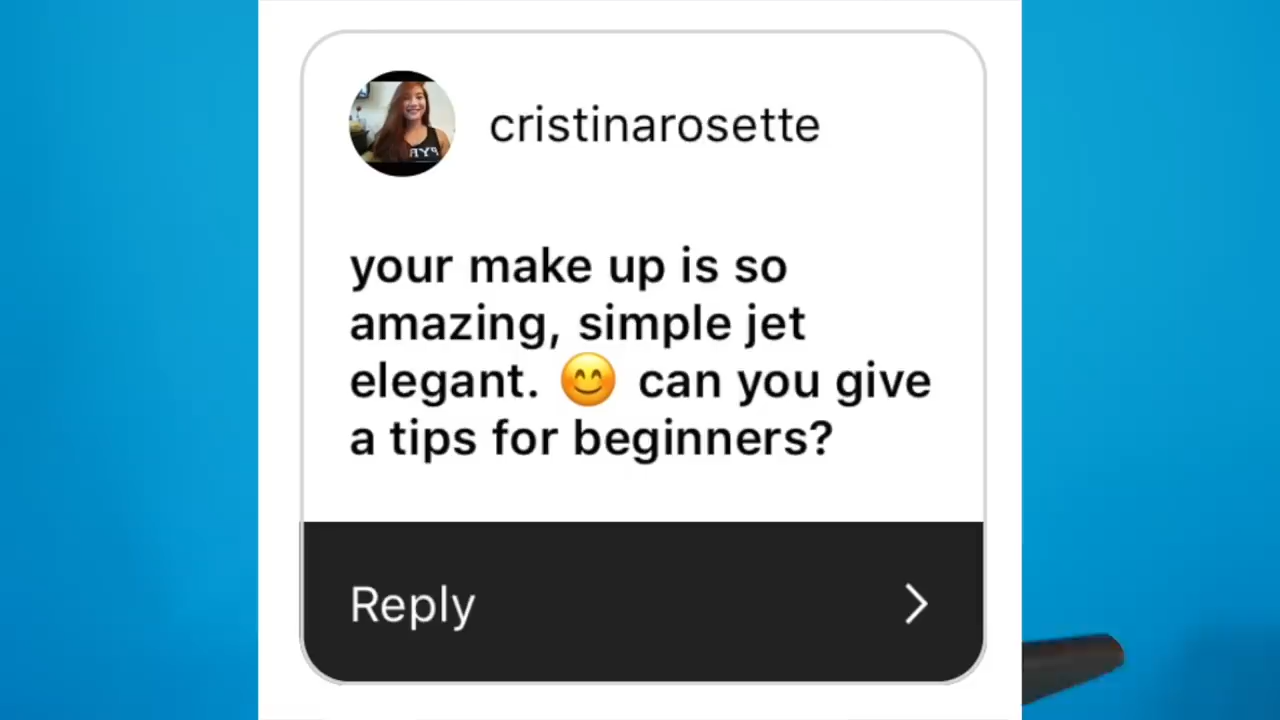 cristinarosette
your make up is so
amazing, simple jet
elegant. 😊 can you give
a tips for beginners?
Reply